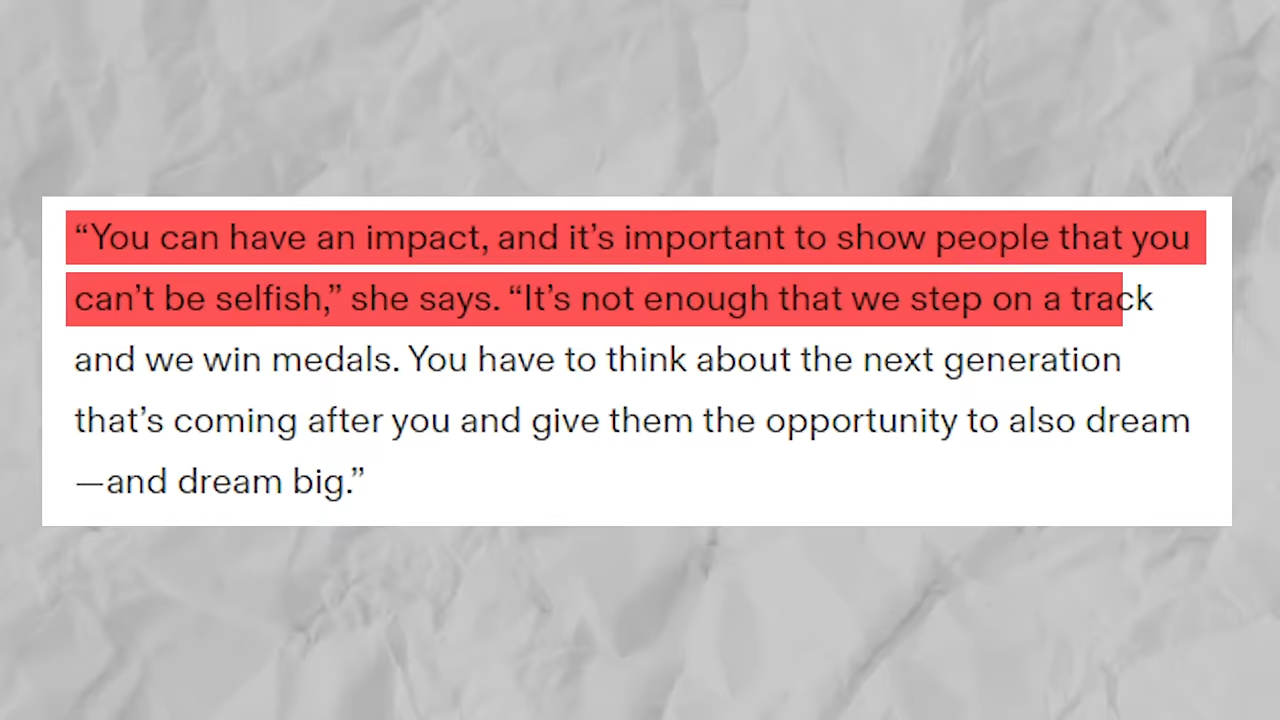 “You can have an impact, and it’s important to show people that you
can’t be selfish,” she says. “It’s not enough that we step on a track
and we win medals. You have to think about the next generation
that’s coming after you and give them the opportunity to also dream
—and dream big.”